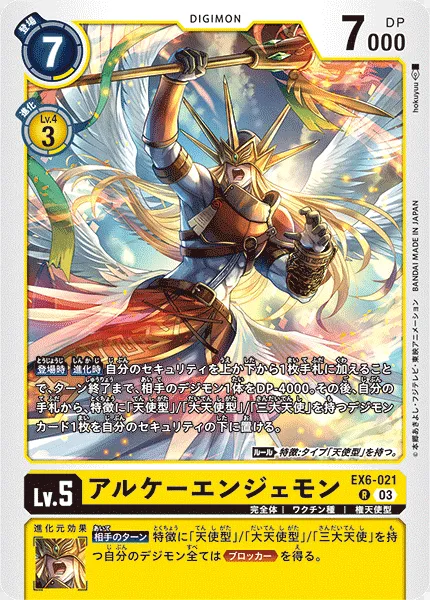 DIGIMON
登場
7
進化
Lv.4
3
7000
DP
hokuyuu
©本郷あきよし・フジテレビ・東映アニメーション BANDAI MADE IN JAPAN
登場時 進化時 自分のセキュリティを上か下から1枚手札に加えるこ
とで、ターン終了まで、相手のデジモン1体をDP-4000。その後、自分の
手札から、特徴に「天使型」/「大天使型」/「三大天使」を持つデジモン
カード1枚を自分のセキュリティの下に置ける。
ルール 特徴:タイプ「天使型」を持つ。
EX6-021
Lv.5 アルケーエンジェモン
R 03
完全体 | ワクチン種 | 権天使型
進化元効果 相手のターン 特徴に「天使型」/「大天使型」/「三大天使」を持
つ自分のデジモン全ては ブロッカー を得る。